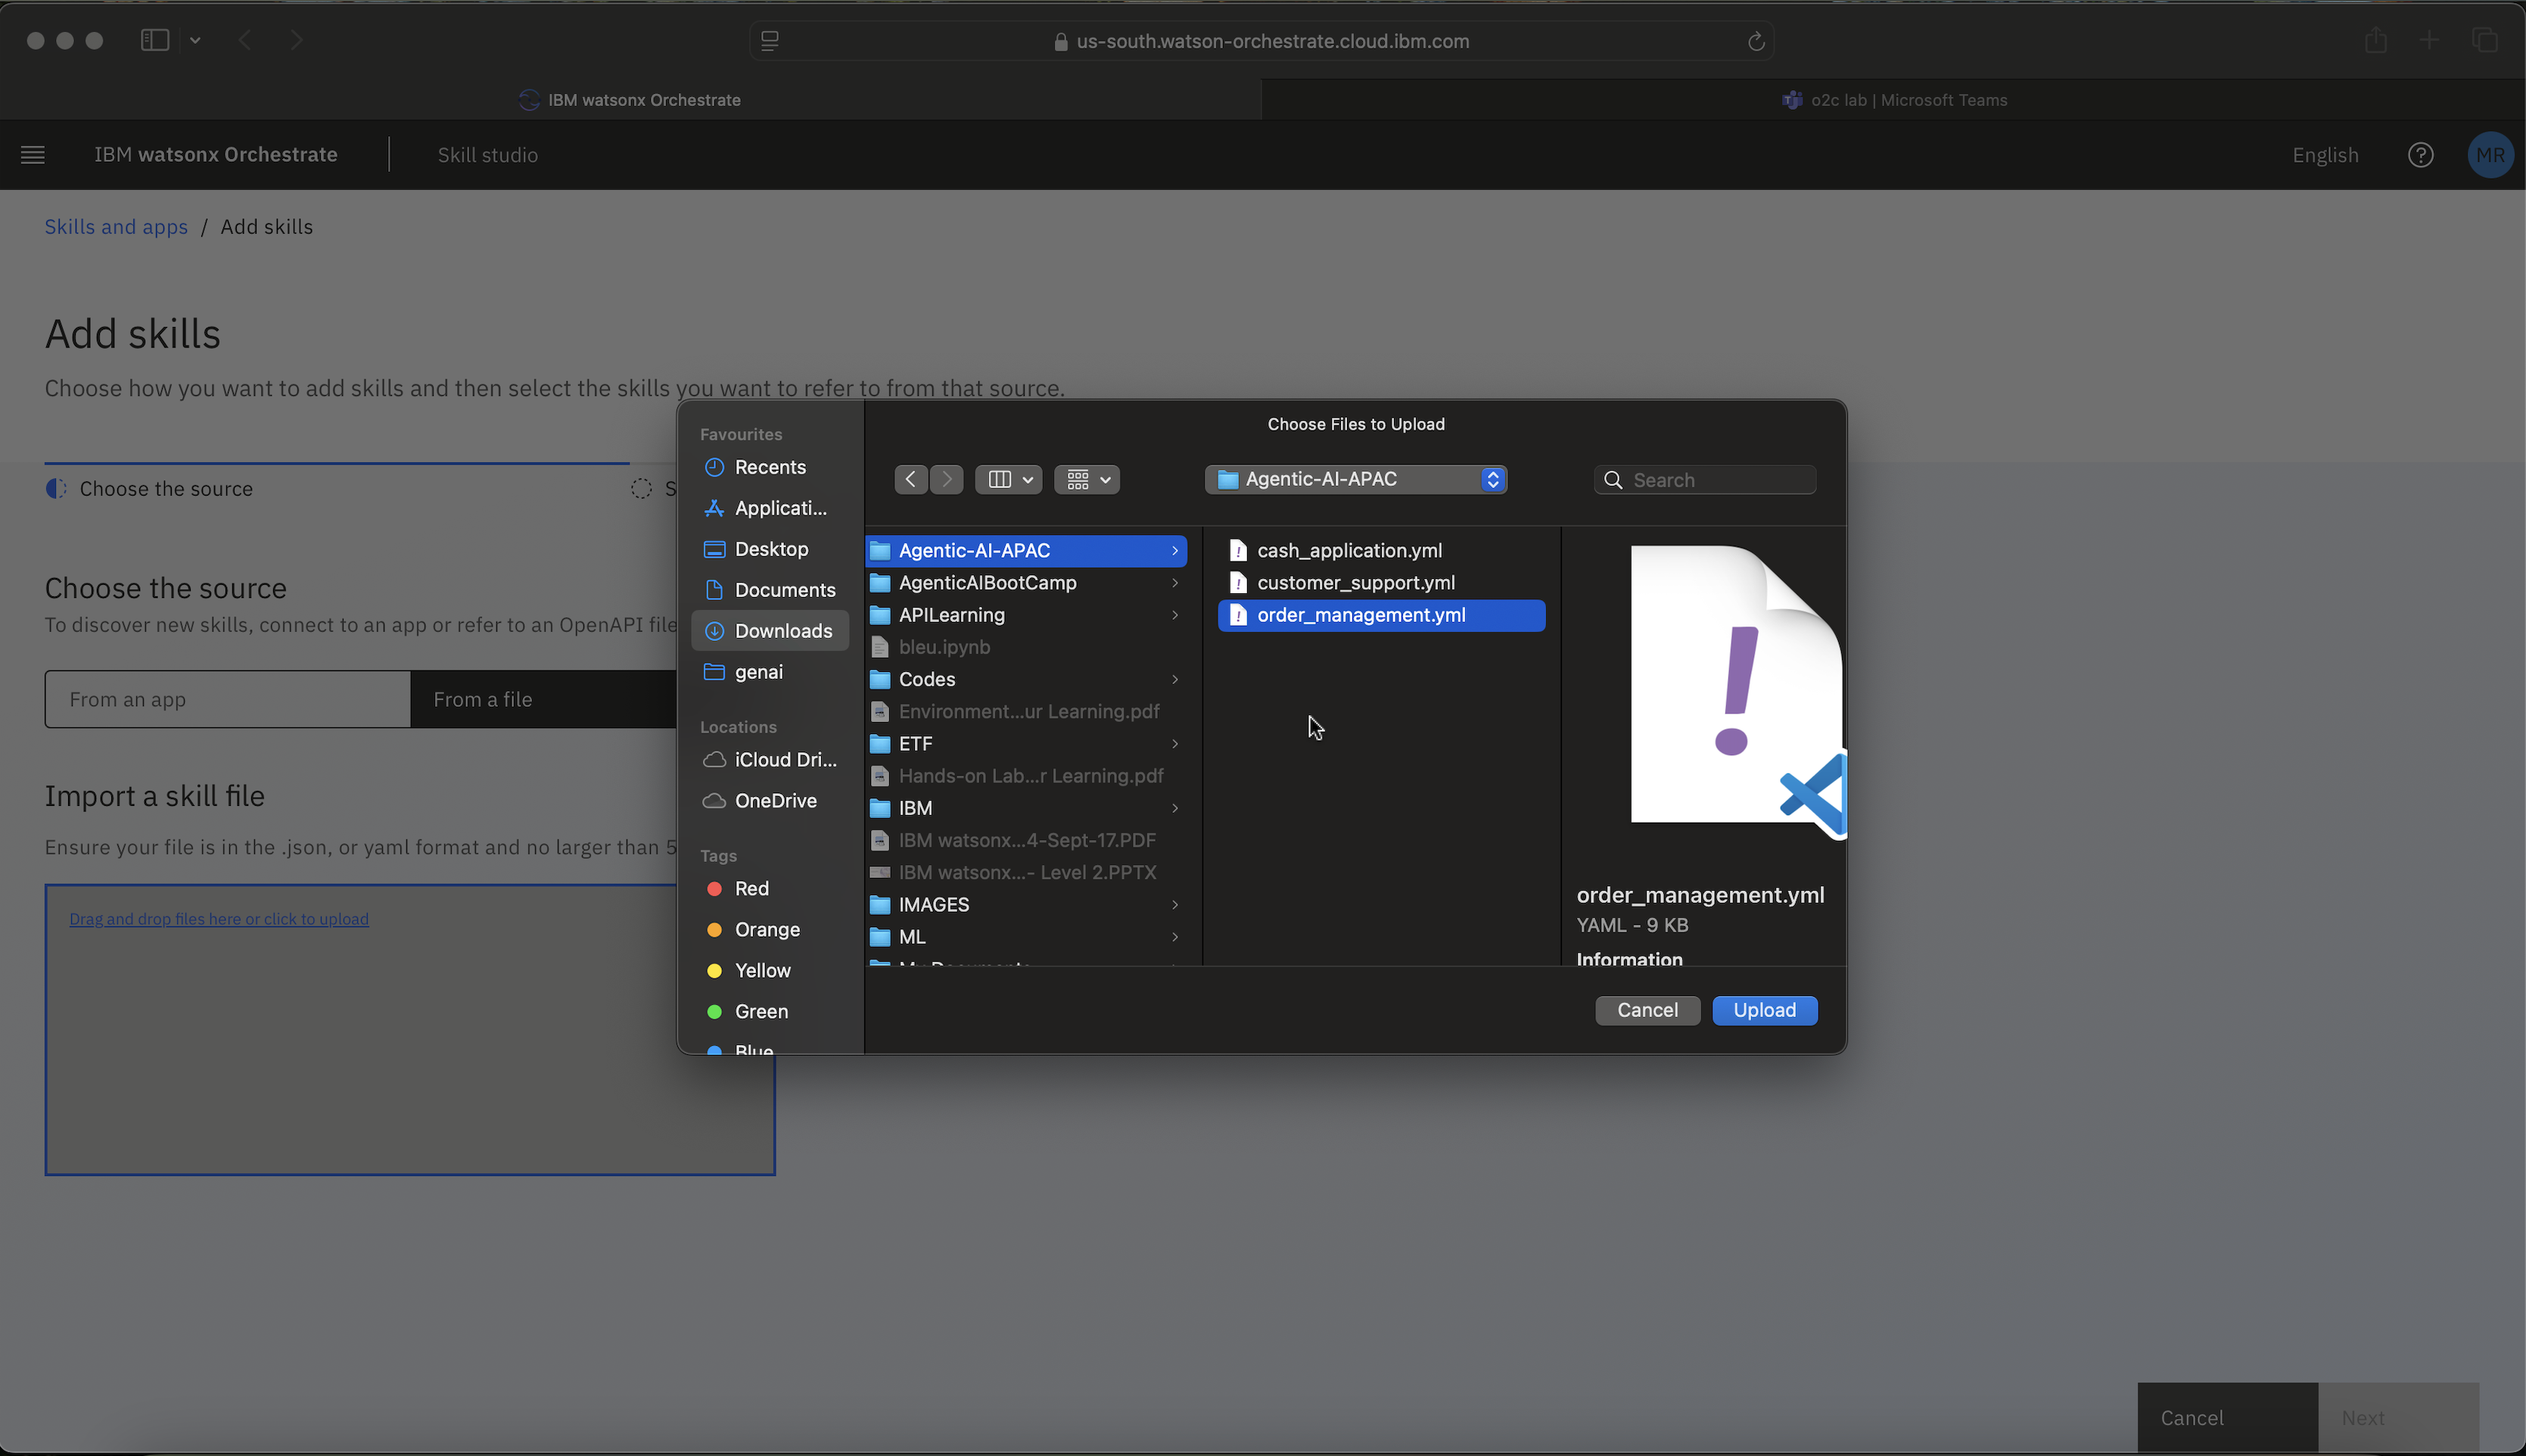 us-south.watson-orchestrate.cloud.ibm.com
IBM watsonx Orchestrate
o2c lab | Microsoft Teams
IBM watsonx Orchestrate
Skill studio
English
MR
Skills and apps / Add skills
Add skills
Choose how you want to add skills and then select the skills you want to refer to from that source.
Choose the source
S
Choose the source
To discover new skills, connect to an app or refer to an OpenAPI file
From an app
From a file
Import a skill file
Ensure your file is in the .json, or yaml format and no larger than 5
Drag and drop files here or click to upload
Choose Files to Upload
Favourites
Recents
Applicati...
Desktop
Documents
Downloads
genai
Locations
iCloud Dri...
OneDrive
Tags
Red
Orange
Yellow
Green
Blue
Agentic-AI-APAC
Search
Agentic-AI-APAC
AgenticAIBootCamp
APILearning
bleu.ipynb
Codes
Environment...ur Learning.pdf
ETF
Hands-on Lab...r Learning.pdf
IBM
IBM watsonx...4-Sept-17.PDF
IBM watsonx...- Level 2.PPTX
IMAGES
ML
cash_application.yml
customer_support.yml
order_management.yml
order_management.yml
YAML - 9 KB
Information
Cancel
Upload
Cancel
Next